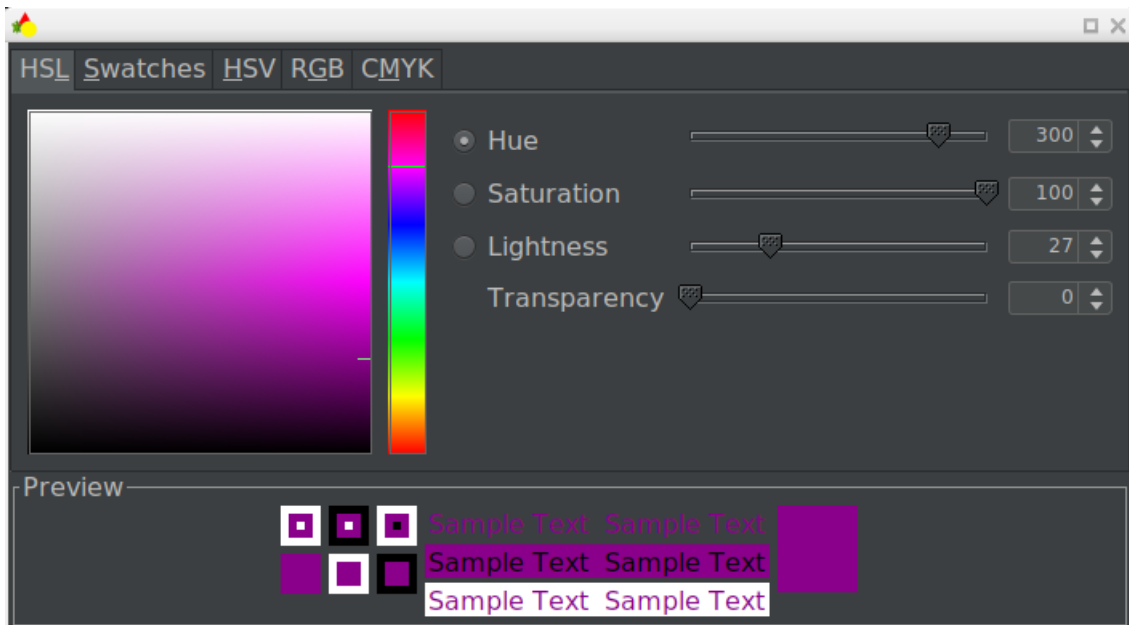 HSL Swatches HSV RGB CMYK
Hue 300
Saturation 100
Lightness 27
Transparency 0
Preview
Sample Text Sample Text
Sample Text Sample Text
Sample Text Sample Text